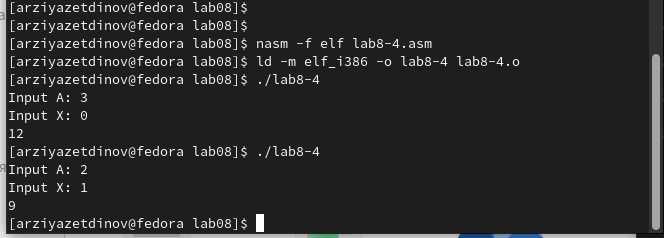 [arziyazetdinov@fedora lab08]$
[arziyazetdinov@fedora lab08]$
[arziyazetdinov@fedora lab08]$ nasm -f elf lab8-4.asm
[arziyazetdinov@fedora lab08]$ ld -m elf_i386 -o lab8-4 lab8-4.o
[arziyazetdinov@fedora lab08]$ ./lab8-4
Input A: 3
Input X: 0
12
[arziyazetdinov@fedora lab08]$ ./lab8-4
Input A: 2
Input X: 1
9
[arziyazetdinov@fedora lab08]$